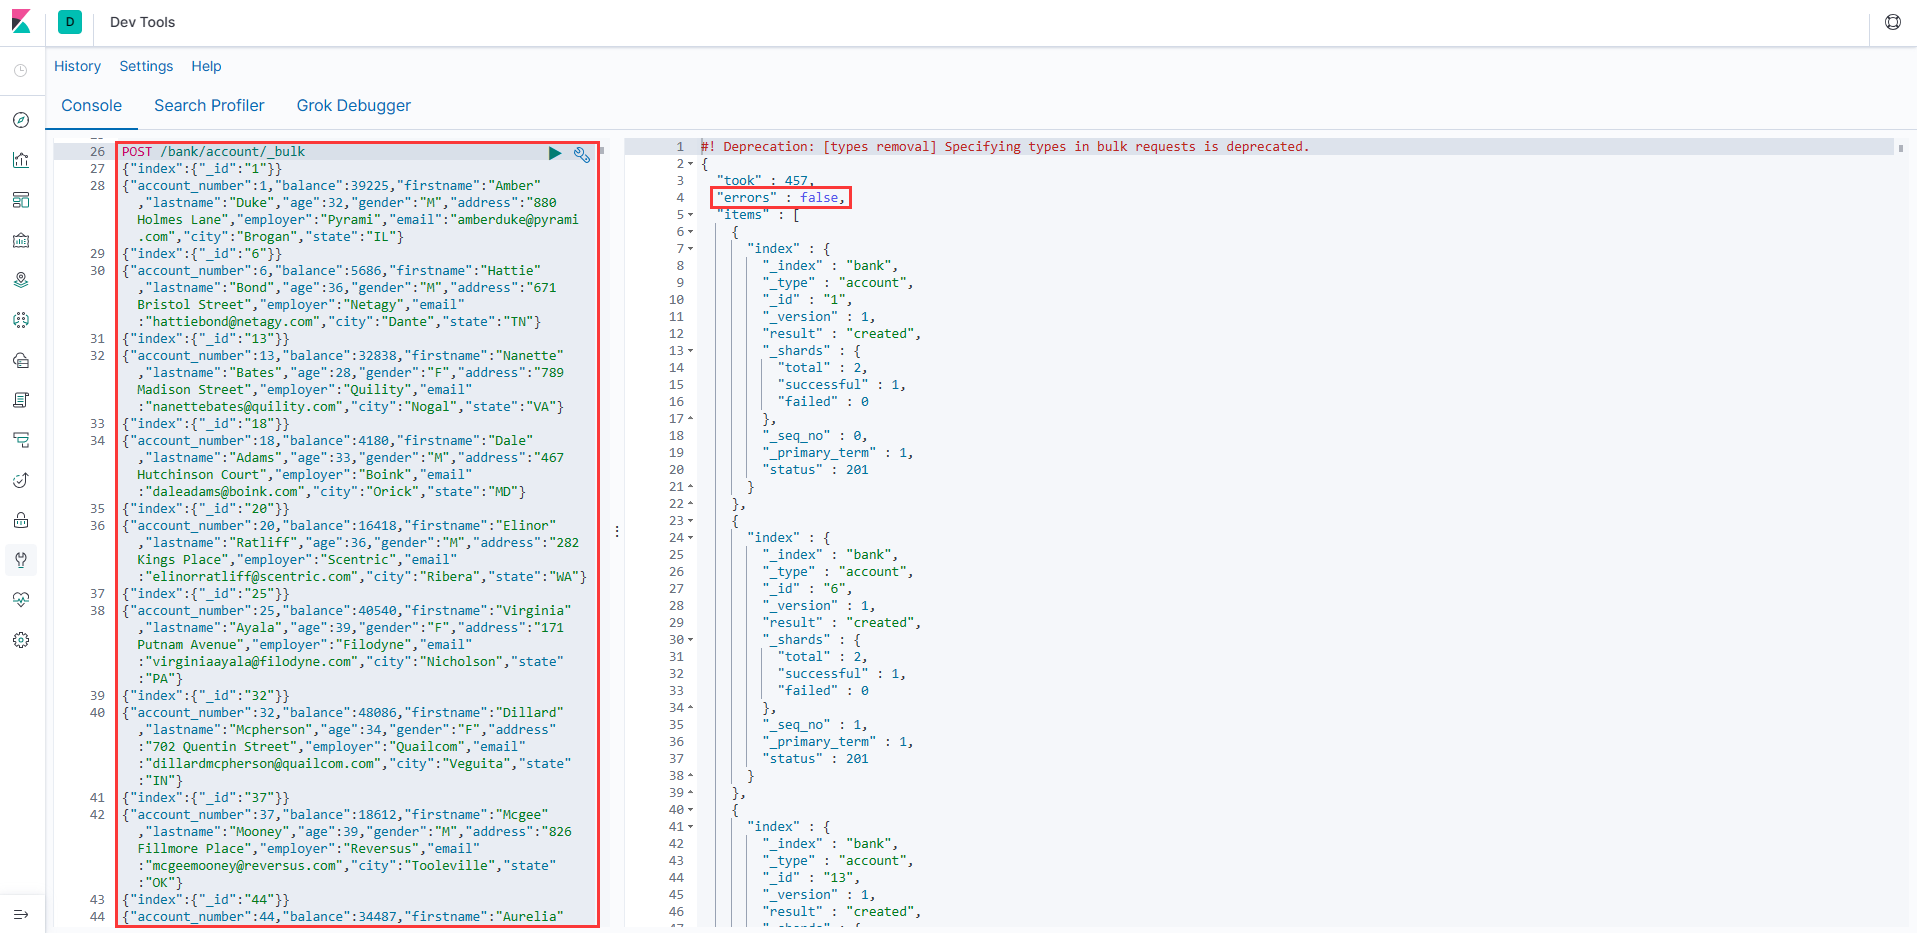 D
Dev Tools
History Settings Help
Console Search Profiler Grok Debugger
26 POST /bank/account/_bulk
27 {"index":{"_id":"1"}}
28 {"account_number":1,"balance":39225,"firstname":"Amber"
,"lastname":"Duke","age":32,"gender":"M","address":"880
Holmes Lane","employer":"Pyrami","email":"amberduke@pyrami
.com","city":"Brogan","state":"IL"}
29 {"index":{"_id":"6"}}
30 {"account_number":6,"balance":5686,"firstname":"Hattie"
,"lastname":"Bond","age":36,"gender":"M","address":"671
Bristol Street","employer":"Netagy","email"
:"hattiebond@netagy.com","city":"Dante","state":"TN"}
31 {"index":{"_id":"13"}}
32 {"account_number":13,"balance":32838,"firstname":"Nanette"
,"lastname":"Bates","age":28,"gender":"F","address":"789
Madison Street","employer":"Quility","email"
:"nanettebates@quility.com","city":"Nogal","state":"VA"}
33 {"index":{"_id":"18"}}
34 {"account_number":18,"balance":4180,"firstname":"Dale"
,"lastname":"Adams","age":33,"gender":"M","address":"467
Hutchinson Court","employer":"Boink","email"
:"daleadams@boink.com","city":"Orick","state":"MD"}
35 {"index":{"_id":"20"}}
36 {"account_number":20,"balance":16418,"firstname":"Elinor"
,"lastname":"Ratliff","age":36,"gender":"M","address":"282
Kings Place","employer":"Scentric","email"
:"elinorratliff@scentric.com","city":"Ribera","state":"WA"}
37 {"index":{"_id":"25"}}
38 {"account_number":25,"balance":40540,"firstname":"Virginia"
,"lastname":"Ayala","age":39,"gender":"F","address":"171
Putnam Avenue","employer":"Filodyne","email"
:"virginiaayala@filodyne.com","city":"Nicholson","state"
:"PA"}
39 {"index":{"_id":"32"}}
40 {"account_number":32,"balance":48086,"firstname":"Dillard"
,"lastname":"Mcpherson","age":34,"gender":"F","address"
:"702 Quentin Street","employer":"Quailcom","email"
:"dillardmcpherson@quailcom.com","city":"Veguita","state"
:"IN"}
41 {"index":{"_id":"37"}}
42 {"account_number":37,"balance":18612,"firstname":"Mcgee"
,"lastname":"Mooney","age":39,"gender":"M","address":"826
Fillmore Place","employer":"Reversus","email"
:"mcgeemooney@reversus.com","city":"Tooleville","state"
:"OK"}
43 {"index":{"_id":"44"}}
44 {"account_number":44,"balance":34487,"firstname":"Aurelia"
1 #! Deprecation: [types removal] Specifying types in bulk requests is deprecated.
2 {
3 "took" : 457,
4 "errors" : false,
5 "items" : [
6 {
7 "index" : {
8 "_index" : "bank",
9 "_type" : "account",
10 "_id" : "1",
11 "_version" : 1,
12 "result" : "created",
13 "_shards" : {
14 "total" : 2,
15 "successful" : 1,
16 "failed" : 0
17 },
18 "_seq_no" : 0,
19 "_primary_term" : 1,
20 "status" : 201
21 }
22 },
23 {
24 "index" : {
25 "_index" : "bank",
26 "_type" : "account",
27 "_id" : "6",
28 "_version" : 1,
29 "result" : "created",
30 "_shards" : {
31 "total" : 2,
32 "successful" : 1,
33 "failed" : 0
34 },
35 "_seq_no" : 1,
36 "_primary_term" : 1,
37 "status" : 201
38 }
39 },
40 {
41 "index" : {
42 "_index" : "bank",
43 "_type" : "account",
44 "_id" : "13",
45 "_version" : 1,
46 "result" : "created",